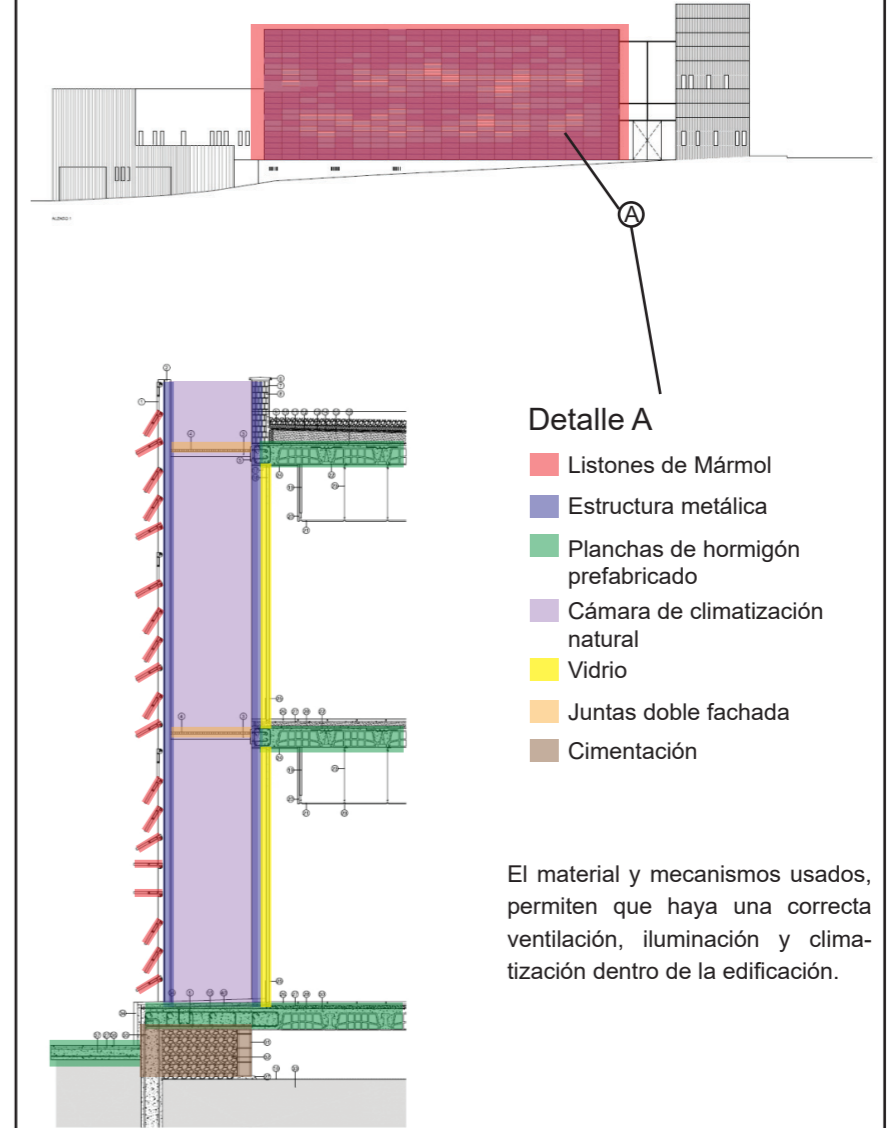 A
Detalle A
Listones de Mármol
Estructura metálica
Planchas de hormigón
prefabricado
Cámara de climatización
natural
Vidrio
Juntas doble fachada
Cimentación
El material y mecanismos usados,
permiten que haya una correcta
ventilación, iluminación y clima-
tización dentro de la edificación.